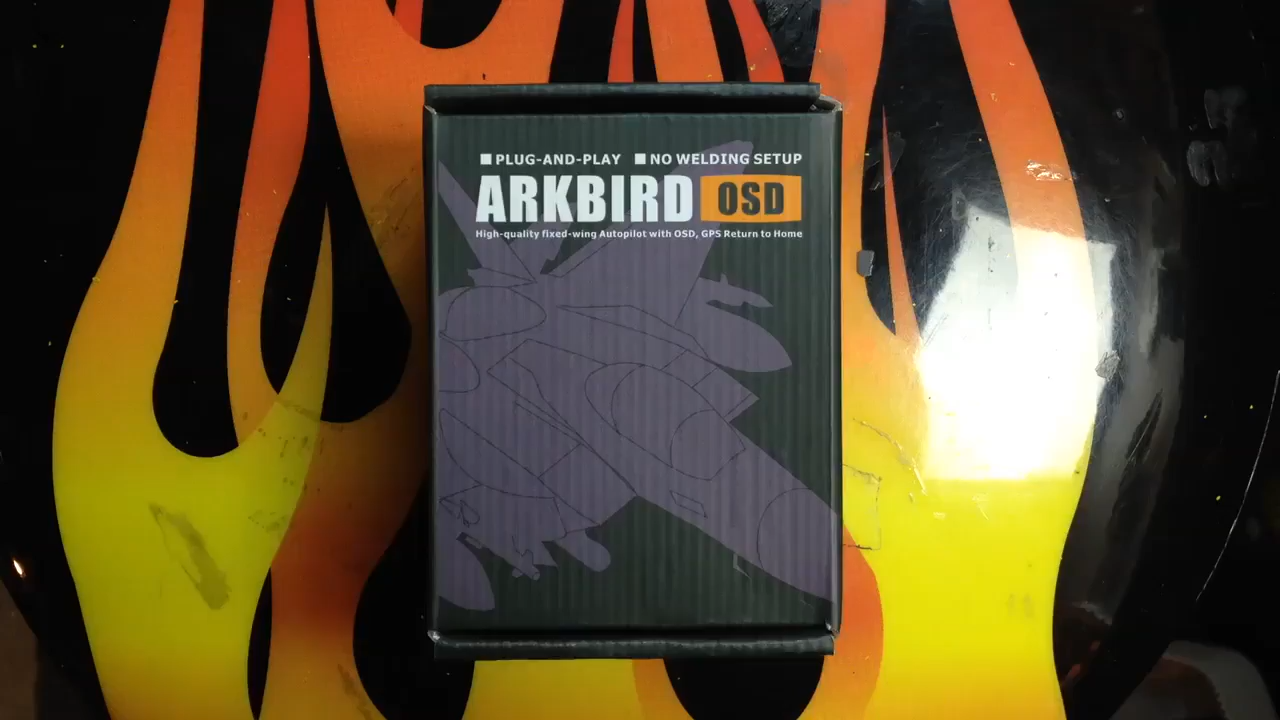 ■PLUG-AND-PLAY ■NO WELDING SETUP
ARKBIRD OSD
High-quality fixed-wing Autopilot with OSD, GPS Return to Home